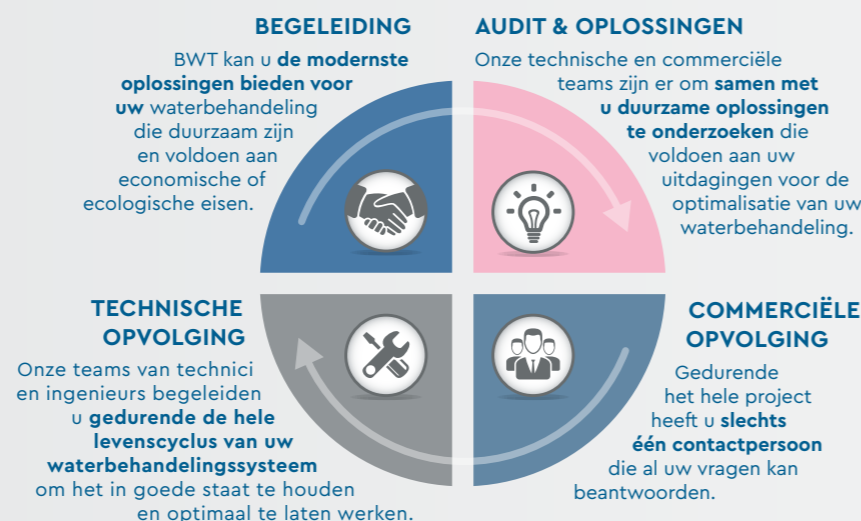 BEGELEIDING
BWT kan u de modernste
oplossingen bieden voor
uw waterbehandeling
die duurzaam zijn
en voldoen aan
economische of
ecologische eisen.
AUDIT & OPLOSSINGEN
Onze technische en commerciële
teams zijn er om samen met
u duurzame oplossingen
te onderzoeken die
voldoen aan uw
uitdagingen voor de
optimalisatie van uw
waterbehandeling.
TECHNISCHE
OPVOLGING
Onze teams van technici
en ingenieurs begeleiden
u gedurende de hele
levenscyclus van uw
waterbehandelingssysteem
om het in goede staat te houden
en optimaal te laten werken.
COMMERCIËLE
OPVOLGING
Gedurende
het hele project
heeft u slechts
één contactpersoon
die al uw vragen kan
beantwoorden.